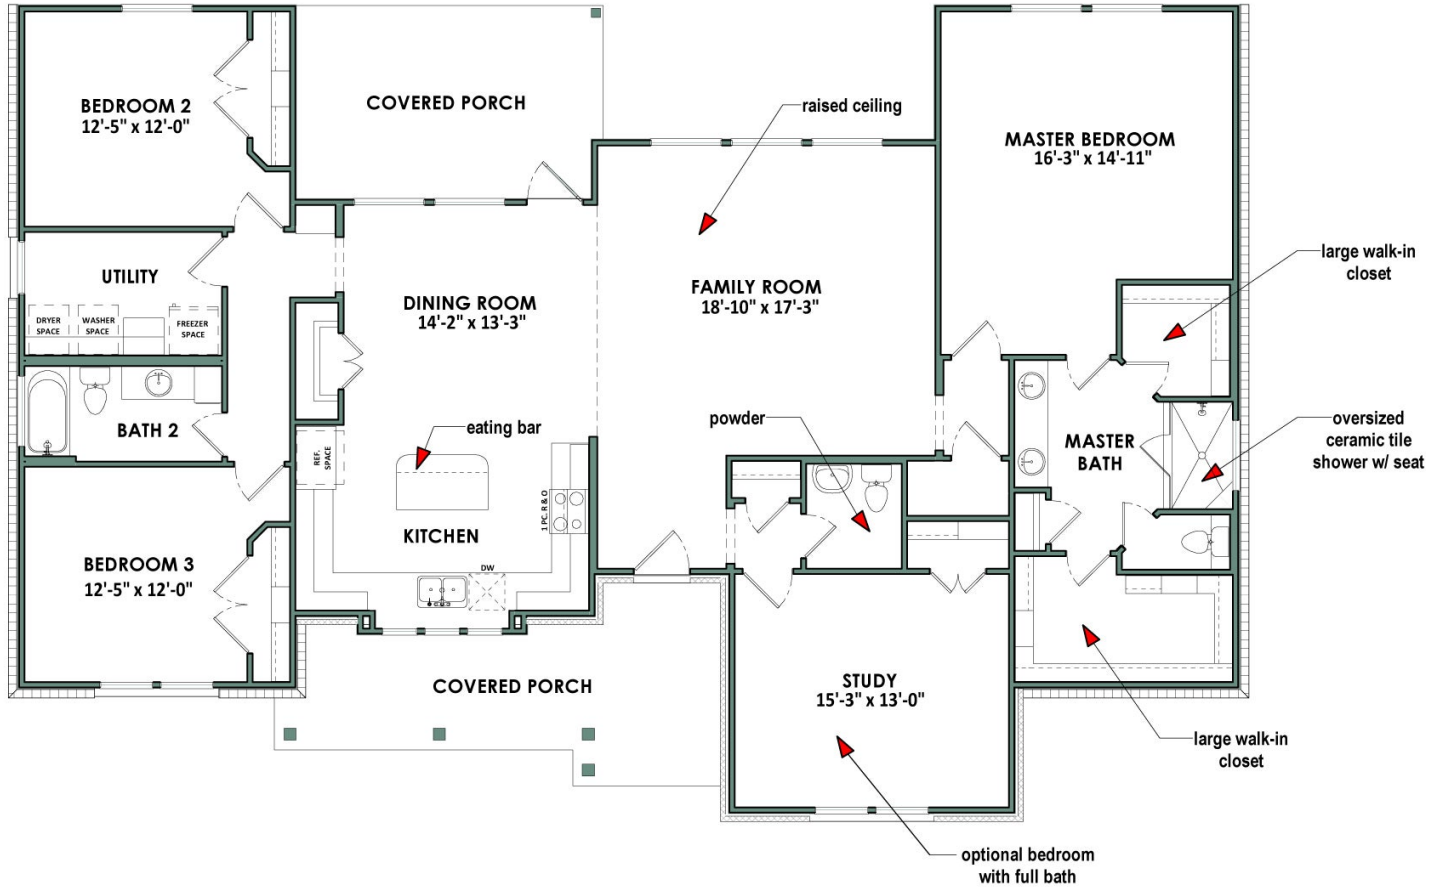 BEDROOM 2
12'-5" x 12'-0"
COVERED PORCH
raised ceiling
MASTER BEDROOM
16'-3" x 14'-11"
UTILITY
DRYER
SPACE
WASHER
SPACE
FREEZER
SPACE
DINING ROOM
14'-2" x 13'-3"
FAMILY ROOM
18'-10" x 17'-3"
large walk-in
closet
BATH 2
eating bar
powder
MASTER
BATH
oversized
ceramic tile
shower w/ seat
REF.
SPACE
KITCHEN
1 PC. R & O
DW
BEDROOM 3
12'-5" x 12'-0"
COVERED PORCH
STUDY
15'-3" x 13'-0"
large walk-in
closet
optional bedroom
with full bath